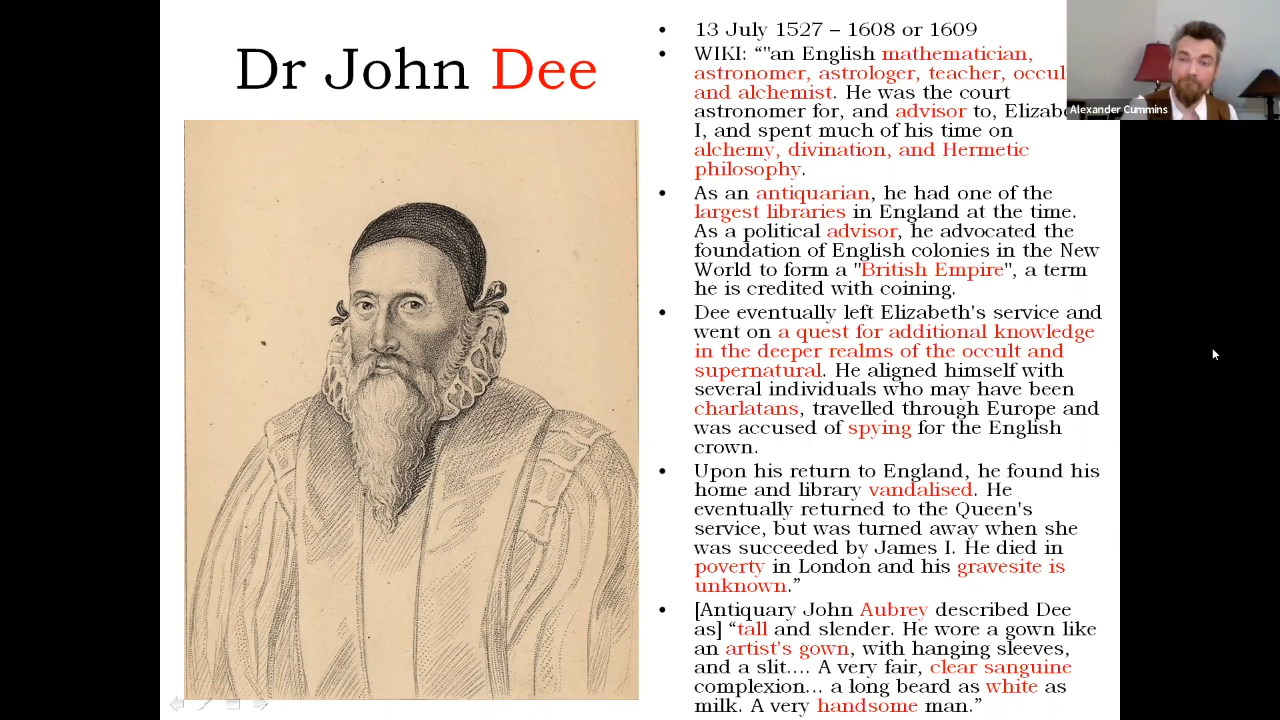 Dr John Dee
• 13 July 1527 – 1608 or 1609
• WIKI: “"an English mathematician,
astronomer, astrologer, teacher, occul
and alchemist. He was the court
astronomer for, and advisor to, Elizab
I, and spent much of his time on
alchemy, divination, and Hermetic
philosophy.
• As an antiquarian, he had one of the
largest libraries in England at the time.
As a political advisor, he advocated the
foundation of English colonies in the New
World to form a "British Empire", a term
he is credited with coining.
• Dee eventually left Elizabeth's service and
went on a quest for additional knowledge
in the deeper realms of the occult and
supernatural. He aligned himself with
several individuals who may have been
charlatans, travelled through Europe and
was accused of spying for the English
crown.
• Upon his return to England, he found his
home and library vandalised. He
eventually returned to the Queen's
service, but was turned away when she
was succeeded by James I. He died in
poverty in London and his gravesite is
unknown.”
• [Antiquary John Aubrey described Dee
as] “tall and slender. He wore a gown like
an artist's gown, with hanging sleeves,
and a slit.... A very fair, clear sanguine
complexion... a long beard as white as
milk. A very handsome man.”
Alexander Cummins